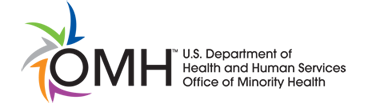 OMH™
U.S. Department of
Health and Human Services
Office of Minority Health